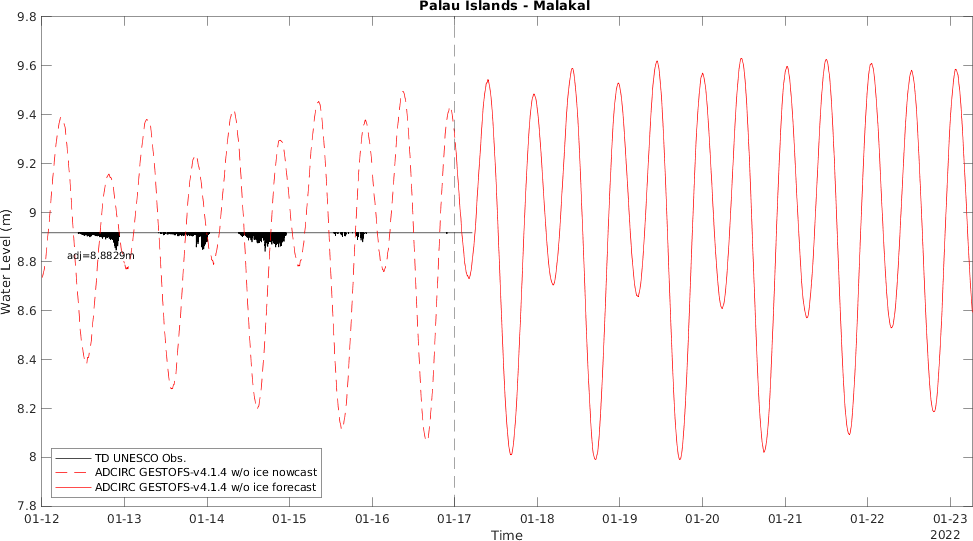 Palau Islands - Malakal
Water Level (m)
9.8
9.6
9.4
9.2
9
8.8
8.6
8.4
8.2
8
7.8
adj=8.8829m
TD UNESCO Obs.
ADCIRC GESTOFS-v4.1.4 w/o ice nowcast
ADCIRC GESTOFS-v4.1.4 w/o ice forecast
01-12 01-13 01-14 01-15 01-16 01-17 01-18 01-19 01-20 01-21 01-22 01-23
Time 2022